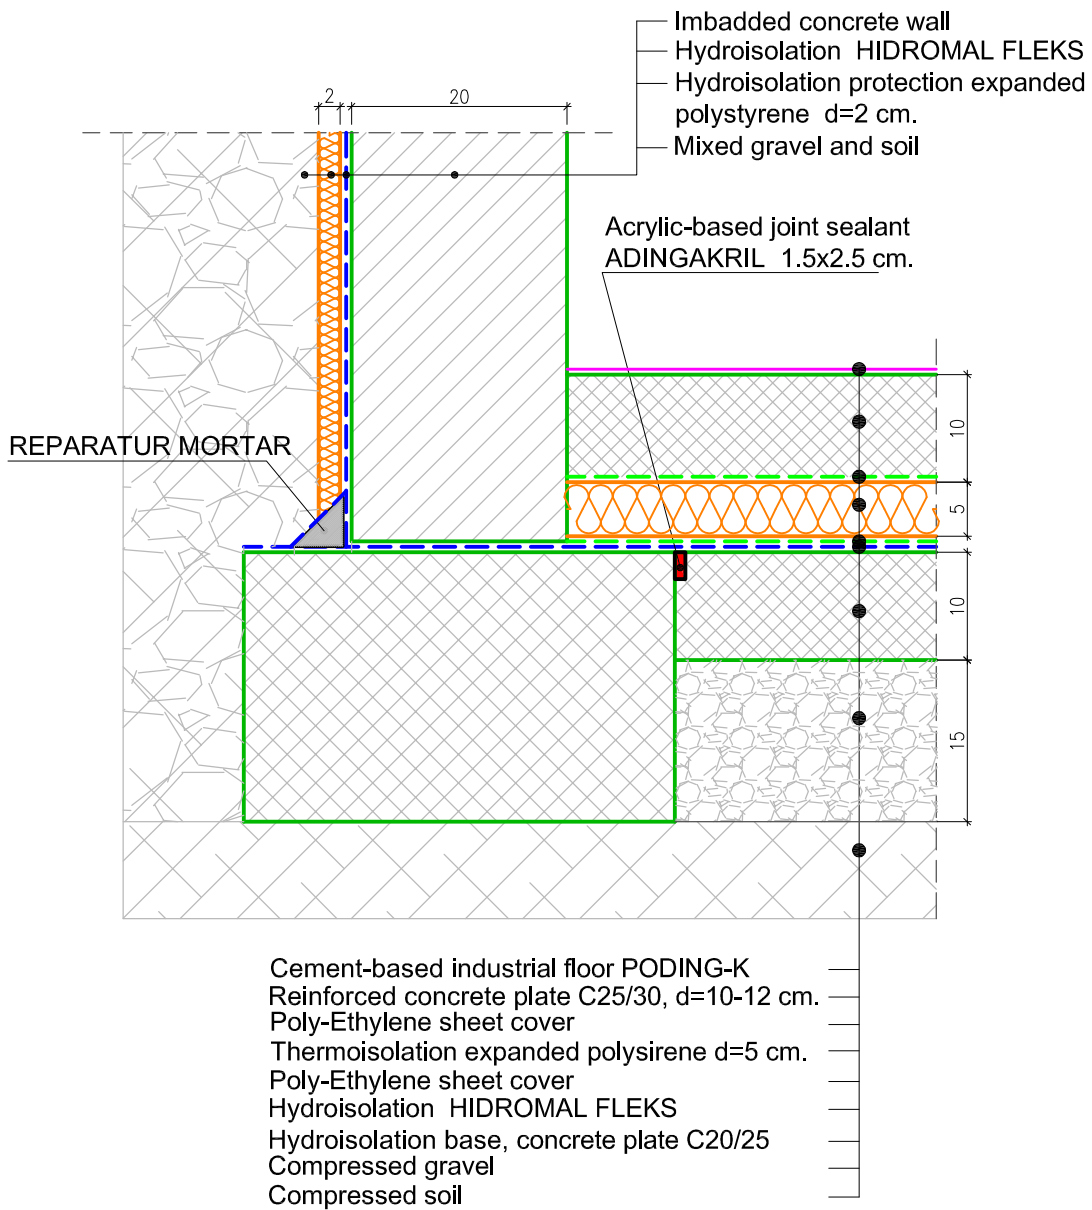 Imbadded concrete wall
Hydroisolation HIDROMAL FLEKS
Hydroisolation protection expanded
polystyrene d=2 cm.
Mixed gravel and soil
2
20
Acrylic-based joint sealant
ADINGAKRIL 1.5x2.5 cm.
REPARATUR MORTAR
10
5
10
15
Cement-based industrial floor PODING-K
Reinforced concrete plate C25/30, d=10-12 cm.
Poly-Ethylene sheet cover
Thermoisolation expanded polysirene d=5 cm.
Poly-Ethylene sheet cover
Hydroisolation HIDROMAL FLEKS
Hydroisolation base, concrete plate C20/25
Compressed gravel
Compressed soil